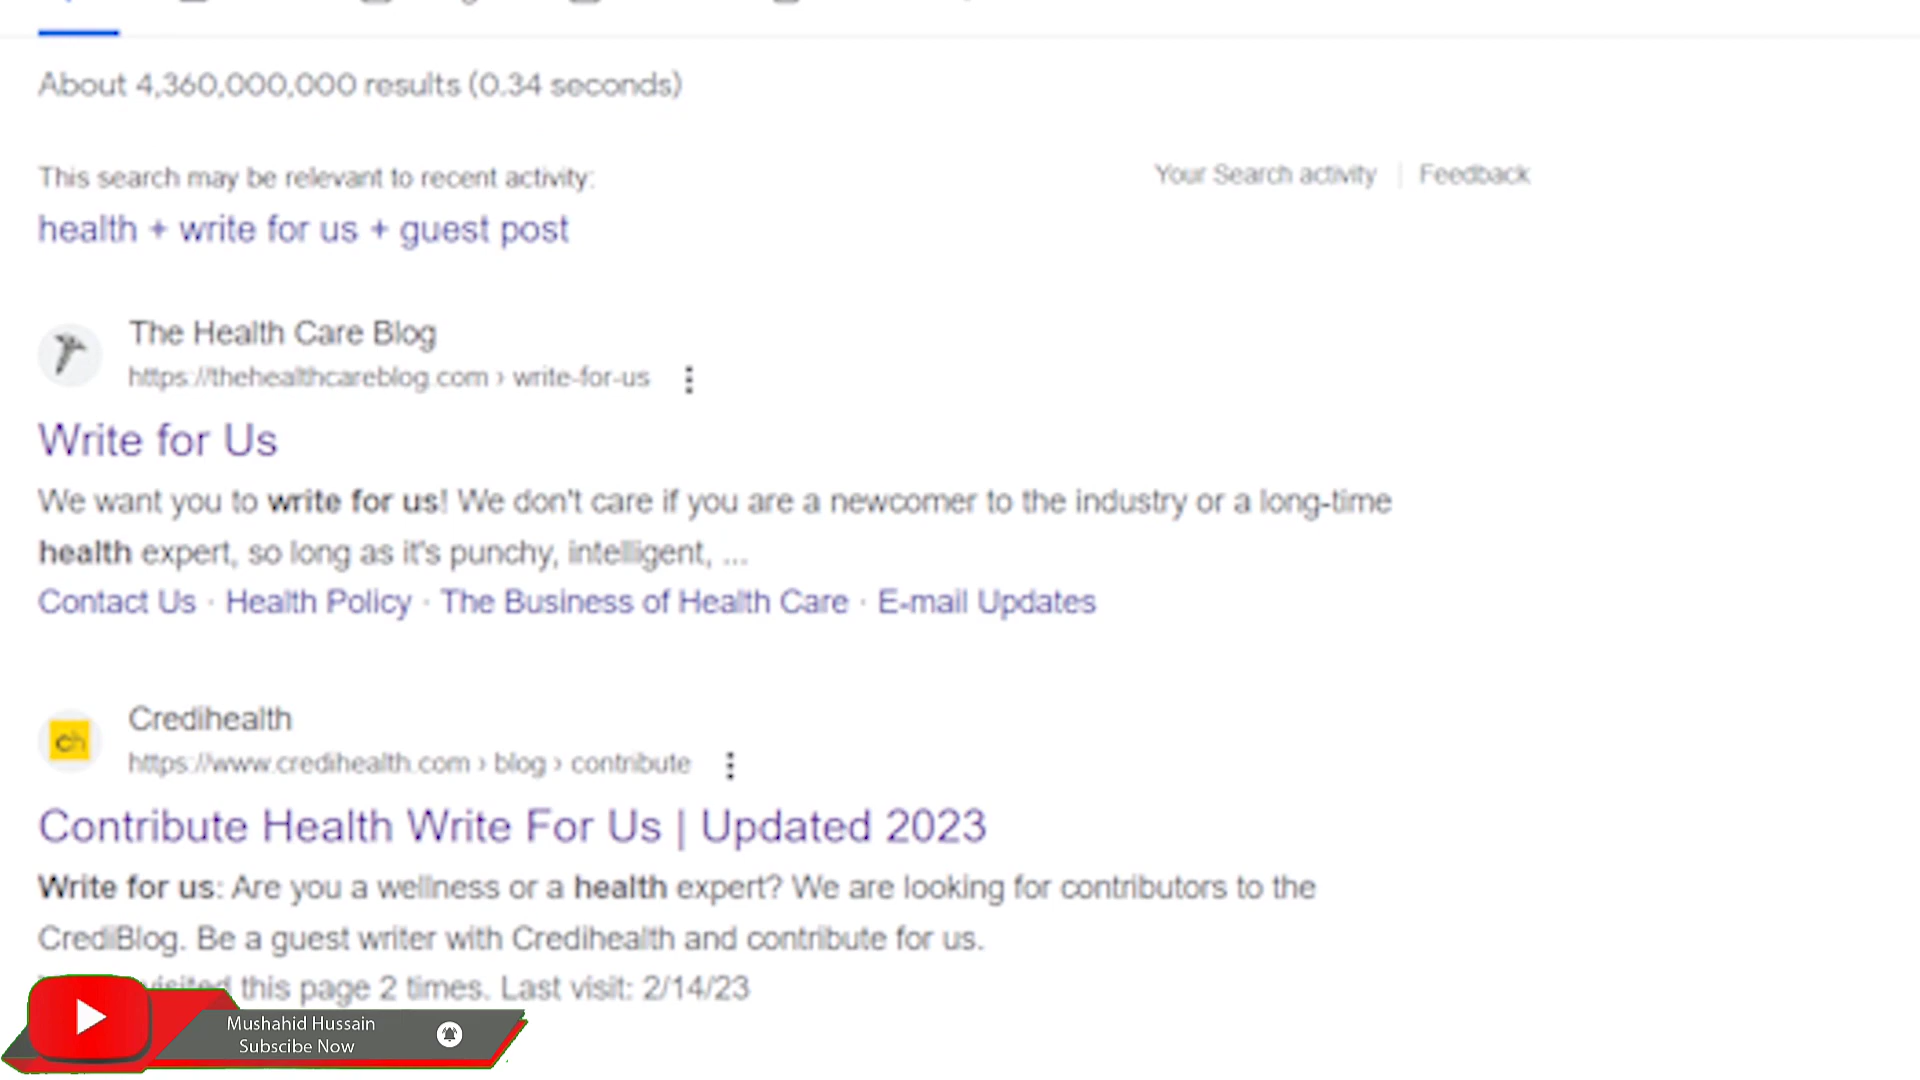 About 4,360,000,000 results (0.34 seconds)
This search may be relevant to recent activity:
Your Search activity | Feedback
health + write for us + guest post
The Health Care Blog
https://thehealthcareblog.com › write-for-us
Write for Us
We want you to write for us! We don't care if you are a newcomer to the industry or a long-time
health expert, so long as it's punchy, intelligent, ...
Contact Us · Health Policy · The Business of Health Care · E-mail Updates
ch
Credihealth
https://www.credihealth.com › blog › contribute
Contribute Health Write For Us | Updated 2023
Write for us: Are you a wellness or a health expert? We are looking for contributors to the
CrediBlog. Be a guest writer with Credihealth and contribute for us.
visited this page 2 times. Last visit: 2/14/23
Mushahid Hussain
Subscibe Now